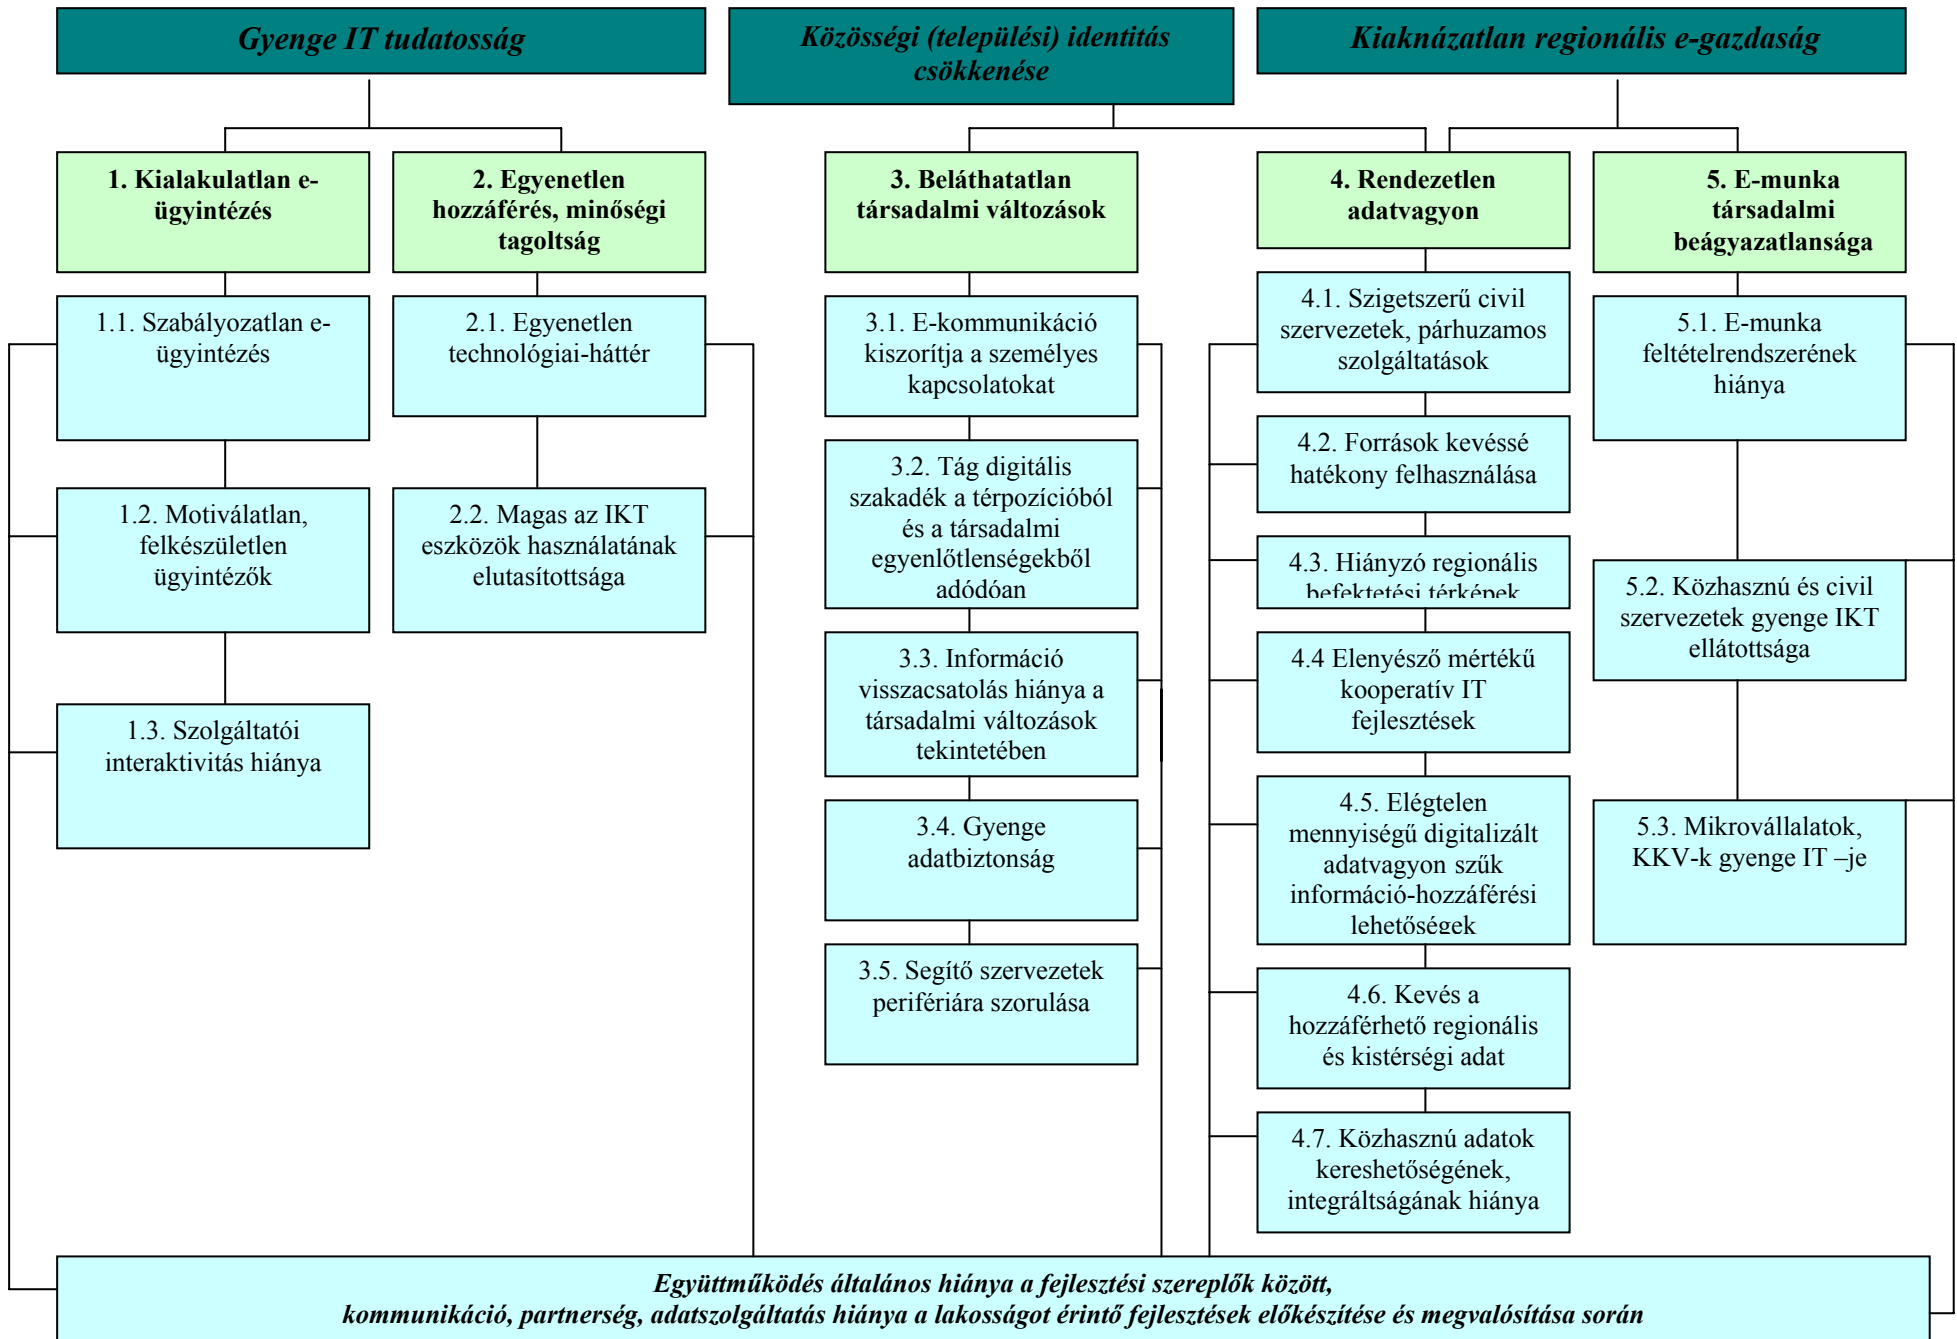 Gyenge IT tudatosság
Közösségi (települési) identitás
csökkenése
Kiaknázatlan regionális e-gazdaság
1. Kialakulatlan e-
ügyintézés
2. Egyenetlen
hozzáférés, minőségi
tagoltság
3. Beláthatatlan
társadalmi változások
4. Rendezetlen
adatvagyon
5. E-munka
társadalmi
beágyazatlansága
1.1. Szabályozatlan e-
ügyintézés
1.2. Motiválatlan,
felkészületlen
ügyintézők
1.3. Szolgáltatói
interaktivitás hiánya
2.1. Egyenetlen
technológiai-háttér
2.2. Magas az IKT
eszközök használatának
elutasítottsága
3.1. E-kommunikáció
kiszorítja a személyes
kapcsolatokat
3.2. Tág digitális
szakadék a térpozícióból
és a társadalmi
egyenlőtlenségekből
adódóan
3.3. Információ
visszacsatolás hiánya a
társadalmi változások
tekintetében
3.4. Gyenge
adatbiztonság
3.5. Segítő szervezetek
perifériára szorulása
4.1. Szigetszerű civil
szervezetek, párhuzamos
szolgáltatások
4.2. Források kevéssé
hatékony felhasználása
4.3. Hiányzó regionális
befektetési térképek
4.4 Elenyésző mértékű
kooperatív IT
fejlesztések
4.5. Elégtelen
mennyiségű digitalizált
adatvagyon szűk
információ-hozzáférési
lehetőségek
4.6. Kevés a
hozzáférhető regionális
és kistérségi adat
4.7. Közhasznú adatok
kereshetőségének,
integráltságának hiánya
5.1. E-munka
feltételrendszerének
hiánya
5.2. Közhasznú és civil
szervezetek gyenge IKT
ellátottsága
5.3. Mikrovállalatok,
KKV-k gyenge IT –je
Együttműködés általános hiánya a fejlesztési szereplők között,
kommunikáció, partnerség, adatszolgáltatás hiánya a lakosságot érintő fejlesztések előkészítése és megvalósítása során